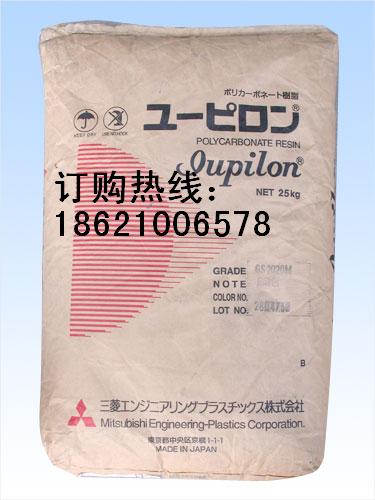 ポリカーボネート樹脂
KEEP DRY
USE NO HOOK
ユーピロン®
POLYCARBONATE RESIN
Iupilon®
订购热线：
NET 25kg
18621006578
GRADE
NOTE
COLOR NO.
LOT NO.
B
三菱エンジニアリングプラスチックス株式会社
Mitsubishi Engineering-Plastics Corporation.
東京都中央区京橋1-1-1
MADE IN JAPAN